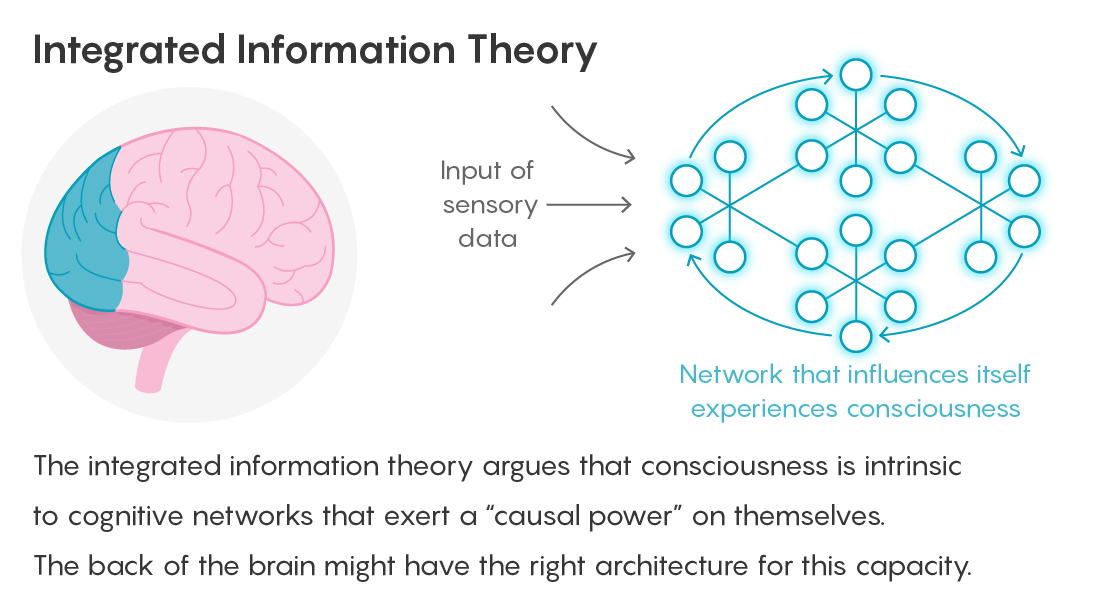 Integrated Information Theory
Input of
sensory
data
Network that influences itself
experiences consciousness
The integrated information theory argues that consciousness is intrinsic
to cognitive networks that exert a “causal power” on themselves.
The back of the brain might have the right architecture for this capacity.